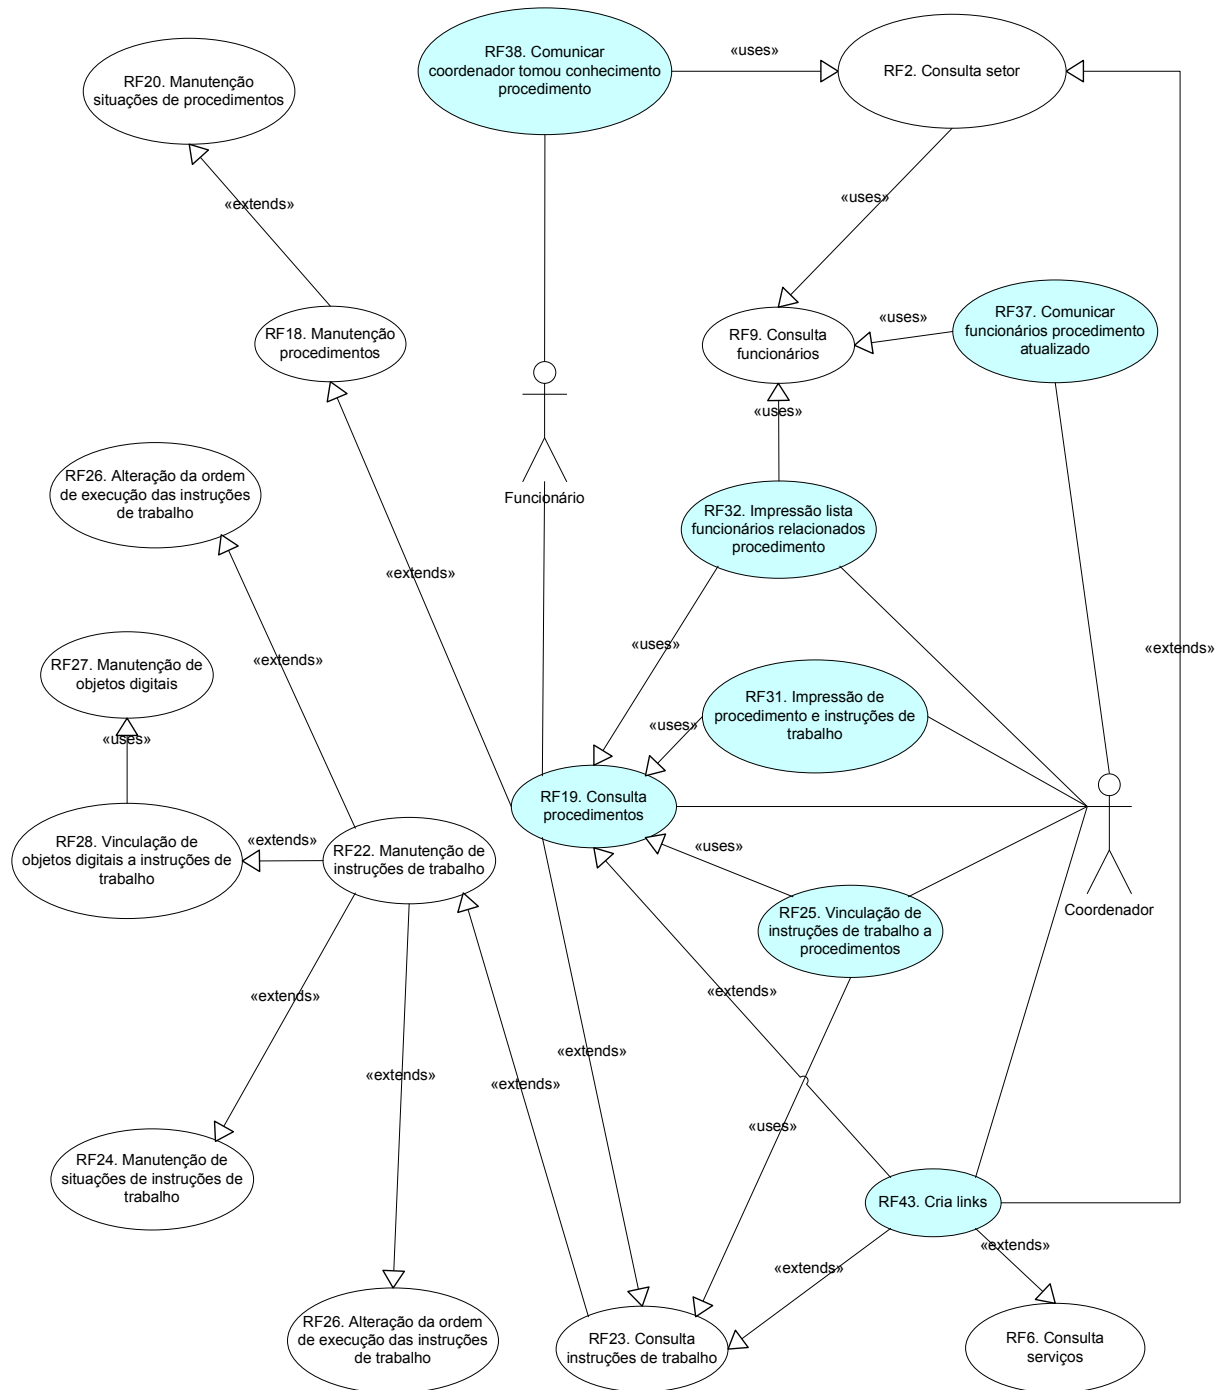 RF38. Comunicar
coordenador tomou conhecimento
procedimento
«uses»
RF2. Consulta setor
RF20. Manutenção
situações de procedimentos
«extends»
«uses»
RF18. Manutenção
procedimentos
RF9. Consulta
funcionários
«uses»
RF37. Comunicar
funcionários procedimento
atualizado
«uses»
Funcionário
RF26. Alteração da ordem
de execução das instruções
de trabalho
RF32. Impressão lista
funcionários relacionados
procedimento
«extends»
«extends»
«uses»
«extends»
RF27. Manutenção de
objetos digitais
«uses»
RF31. Impressão de
procedimento e instruções de
trabalho
«uses»
RF19. Consulta
procedimentos
RF28. Vinculação de
objetos digitais a instruções de
trabalho
«extends»
RF22. Manutenção de
instruções de trabalho
«uses»
RF25. Vinculação de
instruções de trabalho a
procedimentos
Coordenador
«extends»
«extends»
«extends»
«extends»
«extends»
«uses»
RF24. Manutenção de
situações de instruções de
trabalho
RF43. Cria links
«extends»
«extends»
RF26. Alteração da ordem
de execução das instruções
de trabalho
RF23. Consulta
instruções de trabalho
RF6. Consulta
serviços